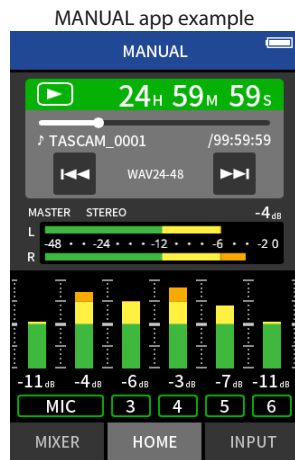 MANUAL app example
MANUAL
24H 59M 59s
♪ TASCAM_0001 /99:59:59
WAV24-48
MASTER STEREO -4dB
L
-48 · · -24 · · · -12 · · · -6 · · -2 0
R
-11dB -4dB -6dB -3dB -7dB -11dB
MIC 3 4 5 6
MIXER HOME INPUT